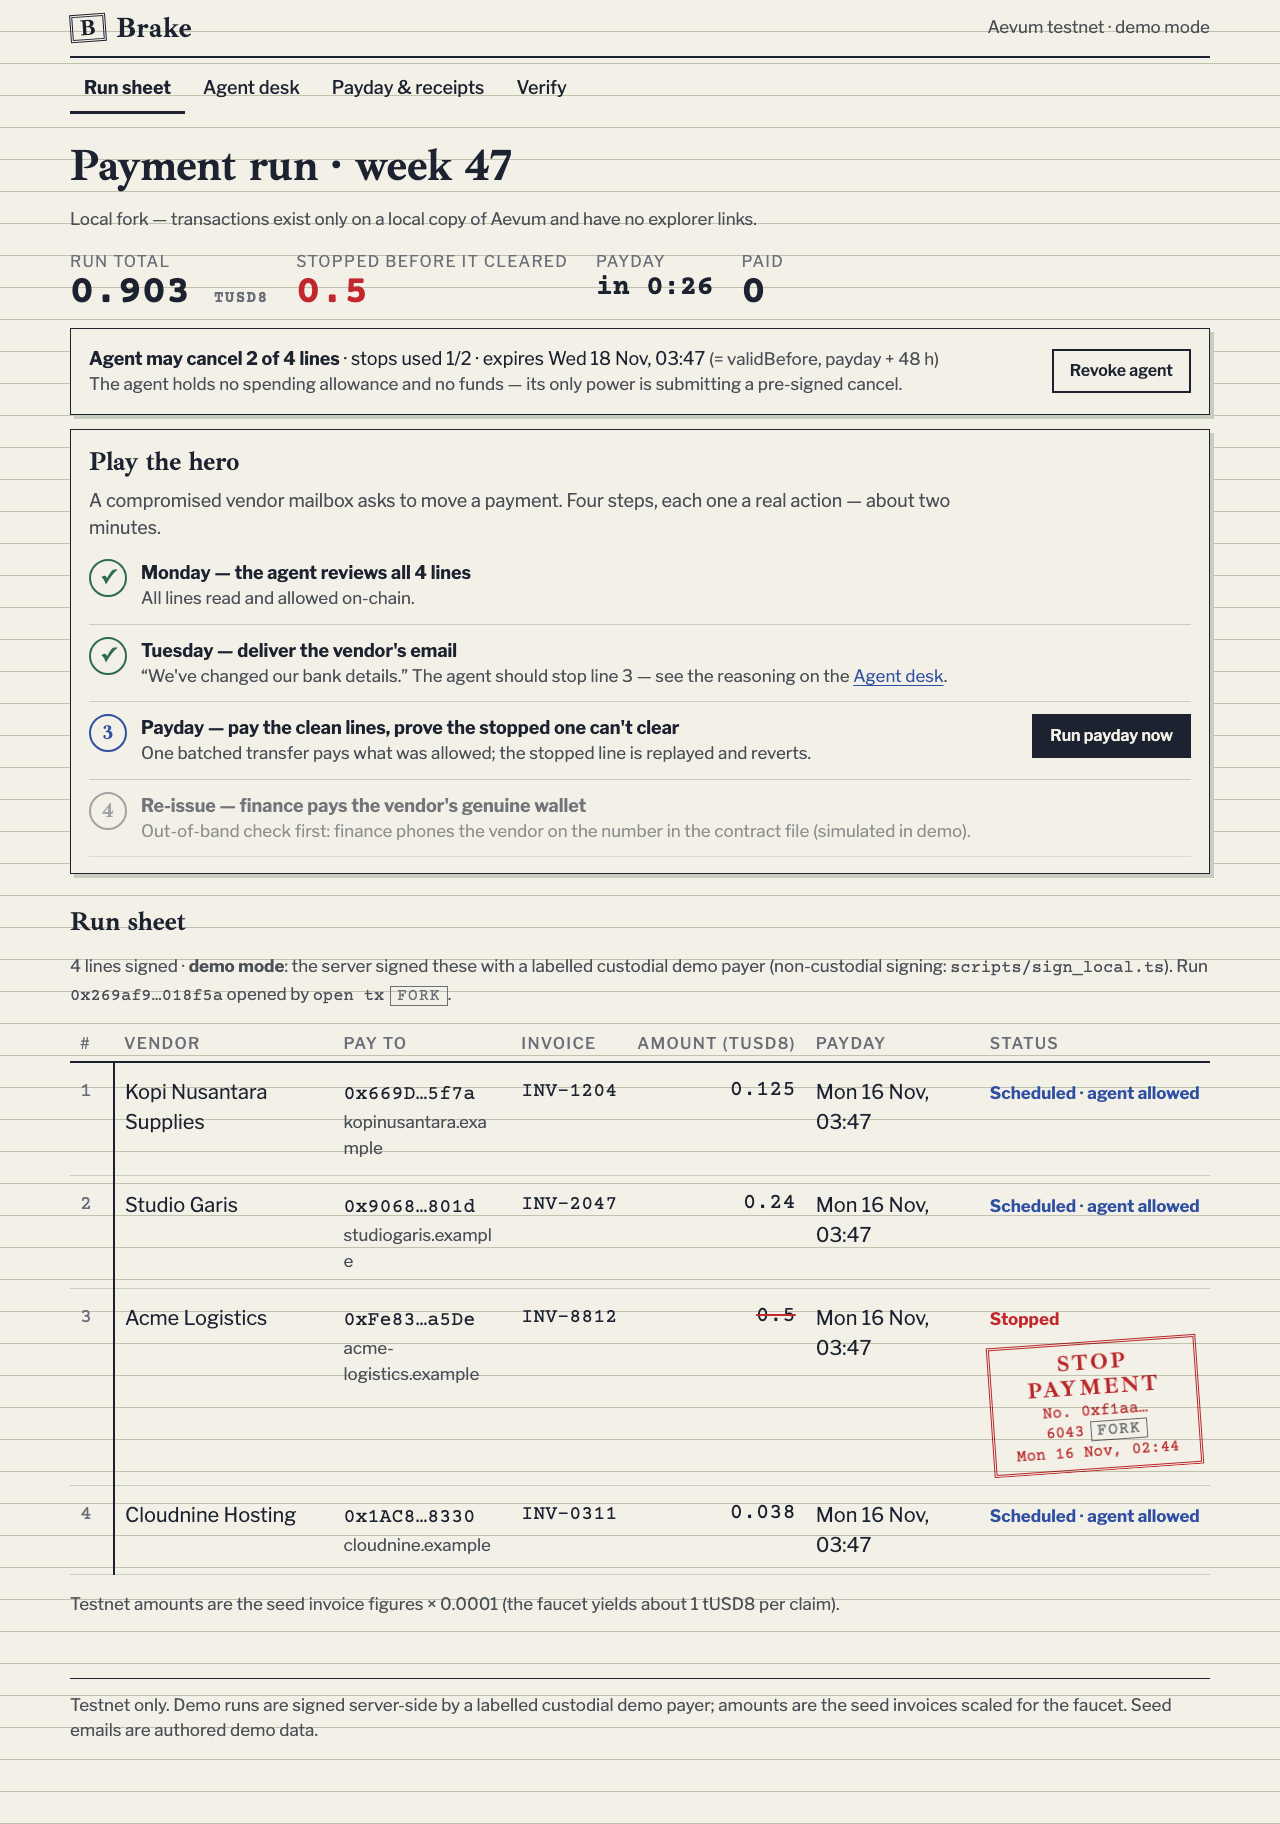 B Brake
Aevum testnet · demo mode
Run sheet Agent desk Payday & receipts Verify
Payment run · week 47
Local fork — transactions exist only on a local copy of Aevum and have no explorer links.
RUN TOTAL STOPPED BEFORE IT CLEARED PAYDAY PAID
0.903 TUSD8 0.5 in 0:26 0
Agent may cancel 2 of 4 lines · stops used 1/2 · expires Wed 18 Nov, 03:47 (= validBefore, payday + 48 h)
The agent holds no spending allowance and no funds — its only power is submitting a pre-signed cancel.
Revoke agent
Play the hero
A compromised vendor mailbox asks to move a payment. Four steps, each one a real action — about two
minutes.
✓ Monday — the agent reviews all 4 lines
All lines read and allowed on-chain.
✓ Tuesday — deliver the vendor's email
“We've changed our bank details.” The agent should stop line 3 — see the reasoning on the Agent desk.
3 Payday — pay the clean lines, prove the stopped one can't clear
One batched transfer pays what was allowed; the stopped line is replayed and reverts.
Run payday now
4 Re-issue — finance pays the vendor's genuine wallet
Out-of-band check first: finance phones the vendor on the number in the contract file (simulated in demo).
Run sheet
4 lines signed · demo mode: the server signed these with a labelled custodial demo payer (non-custodial signing: scripts/sign_local.ts). Run
0x269af9…018f5a opened by open tx FORK.
# VENDOR PAY TO INVOICE AMOUNT (TUSD8) PAYDAY STATUS
1 Kopi Nusantara 0x669D…5f7a INV-1204 0.125 Mon 16 Nov, Scheduled · agent allowed
Supplies kopinusantara.exa 03:47
mple
2 Studio Garis 0x9068…801d INV-2047 0.24 Mon 16 Nov, Scheduled · agent allowed
studiogaris.exampl 03:47
e
3 Acme Logistics 0xFe83…a5De INV-8812 0.5 Mon 16 Nov, Stopped
acme- 03:47
logistics.example
STOP
PAYMENT
No. 0xf1aa…
6043 FORK
Mon 16 Nov, 02:44
4 Cloudnine Hosting 0x1AC8…8330 INV-0311 0.038 Mon 16 Nov, Scheduled · agent allowed
cloudnine.example 03:47
Testnet amounts are the seed invoice figures × 0.0001 (the faucet yields about 1 tUSD8 per claim).
Testnet only. Demo runs are signed server-side by a labelled custodial demo payer; amounts are the seed invoices scaled for the faucet. Seed
emails are authored demo data.